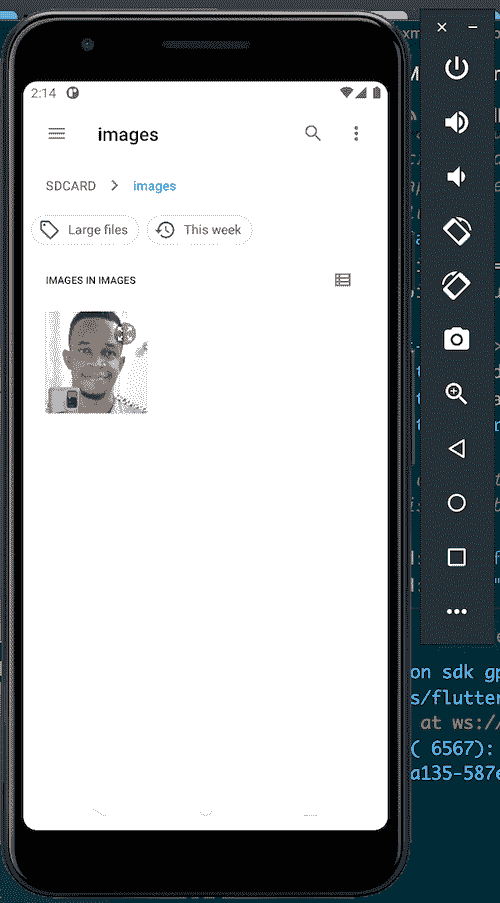 2:14
images
SDCARD > images
Large files
This week
IMAGES IN IMAGES
on sdk gp
s/flutter
at ws://
( 6567):
a135-587e